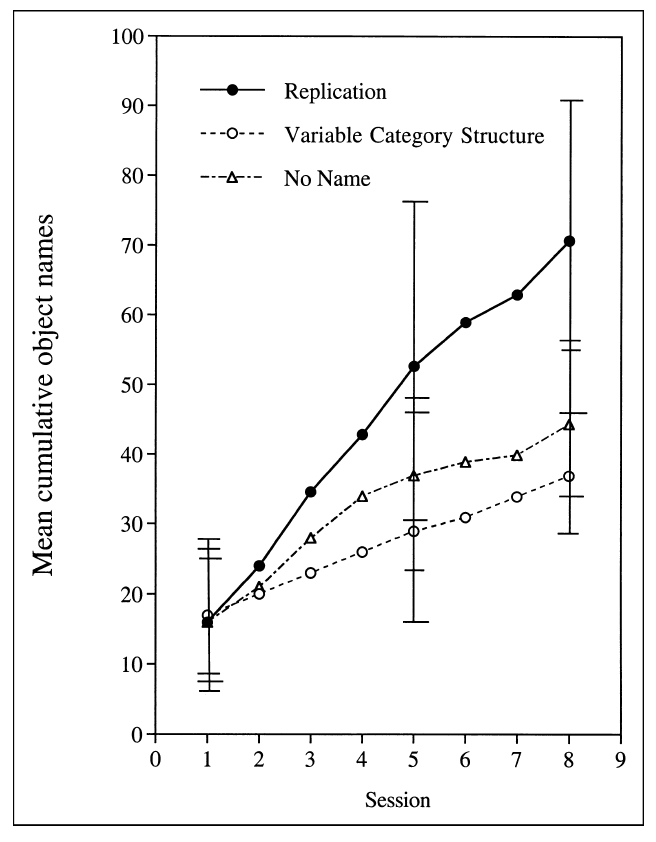 100
90
80
70
60
50
40
30
20
10
0
Mean cumulative object names
Replication
Variable Category Structure
No Name
0 1 2 3 4 5 6 7 8 9
Session